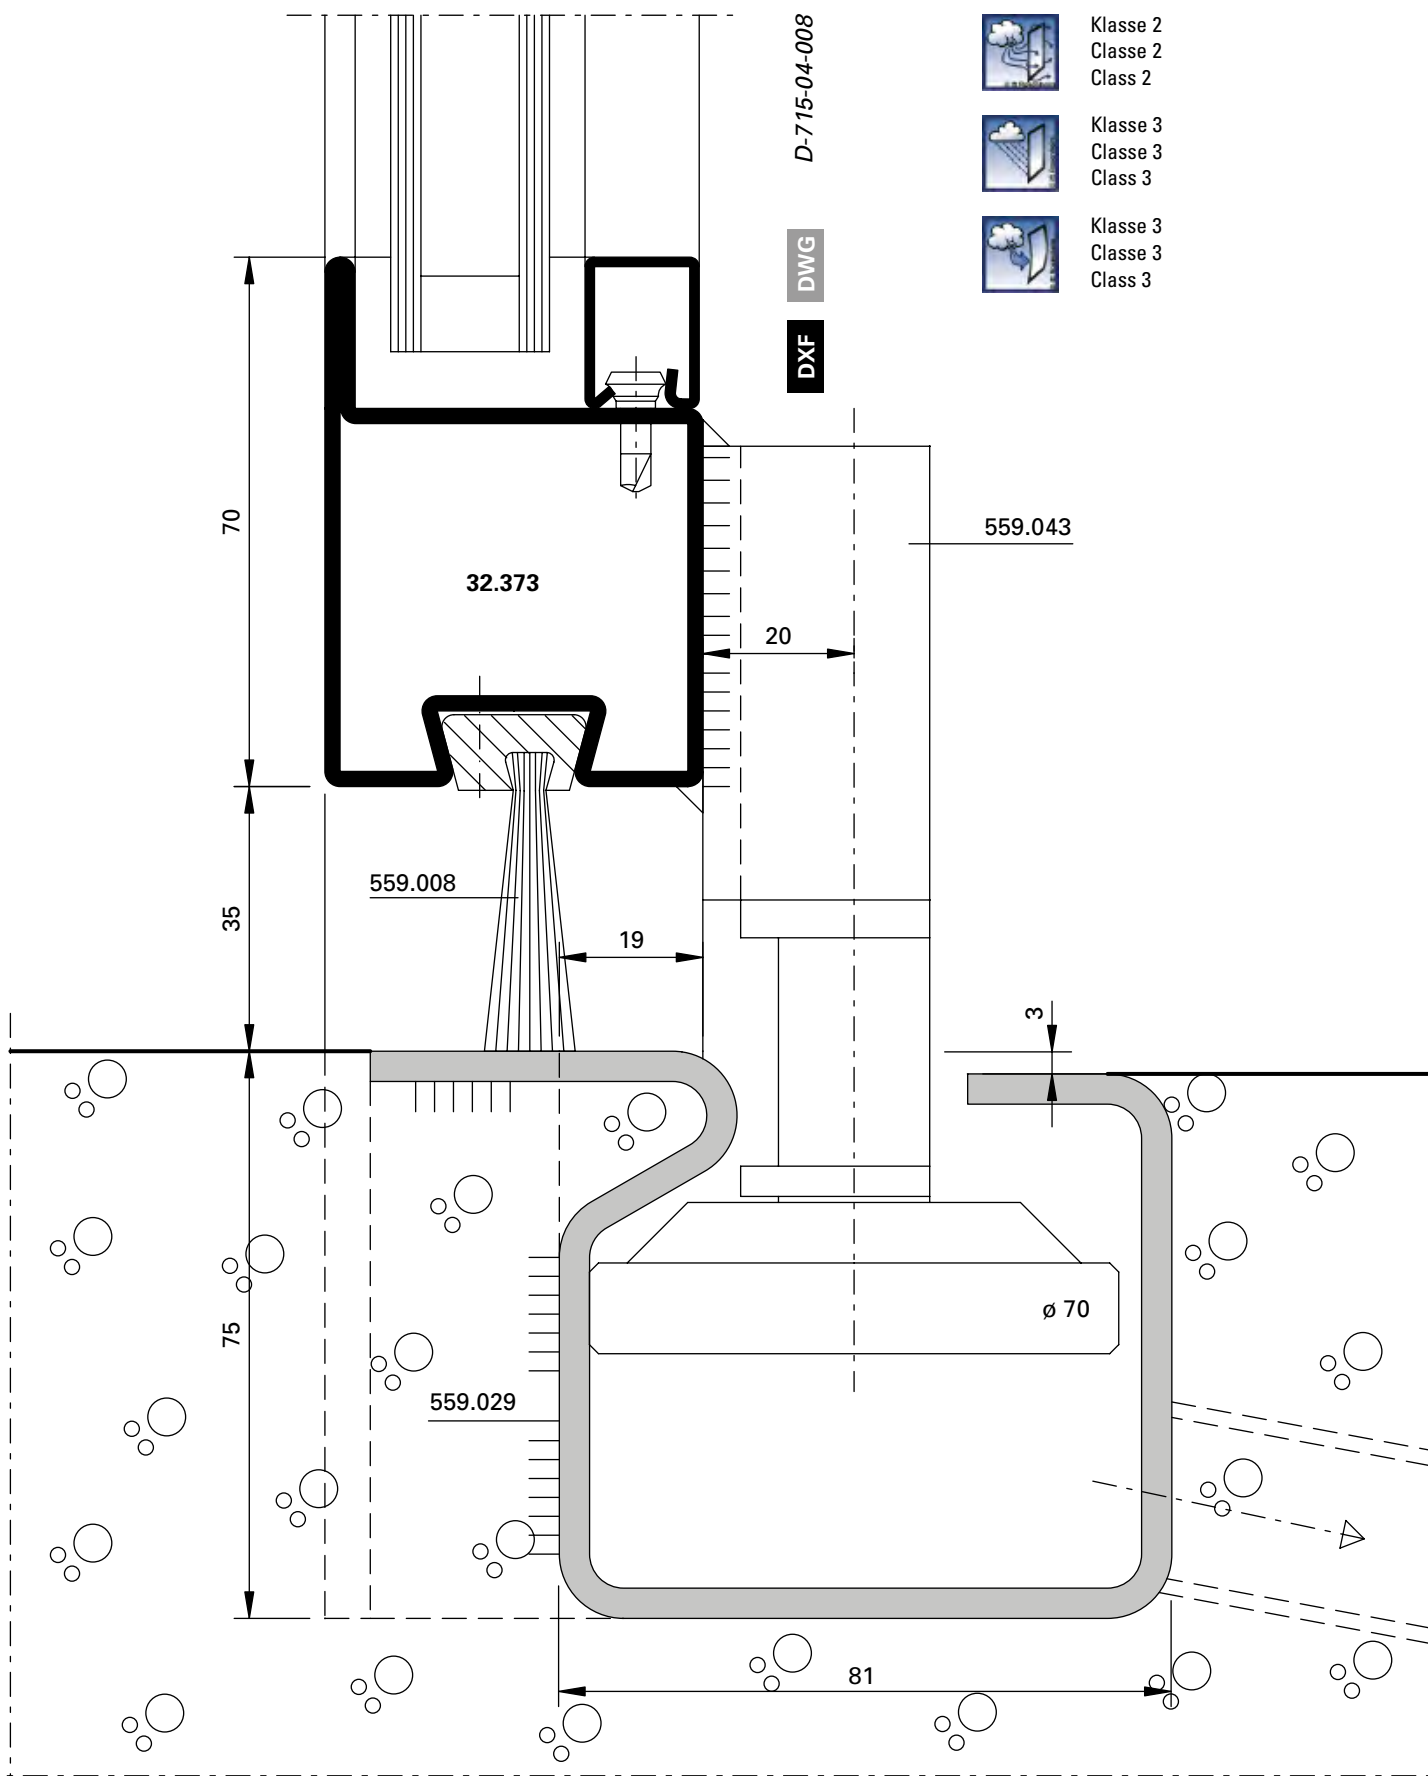 D-715-04-008
Klasse 2
Classe 2
Class 2
Klasse 3
Classe 3
Class 3
Klasse 3
Classe 3
Class 3
DWG
DXF
70
559.043
32.373
20
559.008
35
19
3
ø 70
75
559.029
81